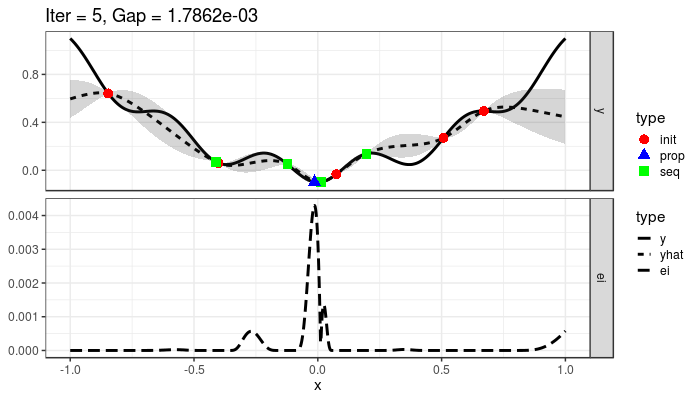 Iter = 5, Gap = 1.7862e-03
0.8
0.4
0.0
y
0.004
0.003
0.002
0.001
0.000
ei
-1.0 -0.5 0.0 0.5 1.0
x
type
init
prop
seq
type
y
yhat
ei